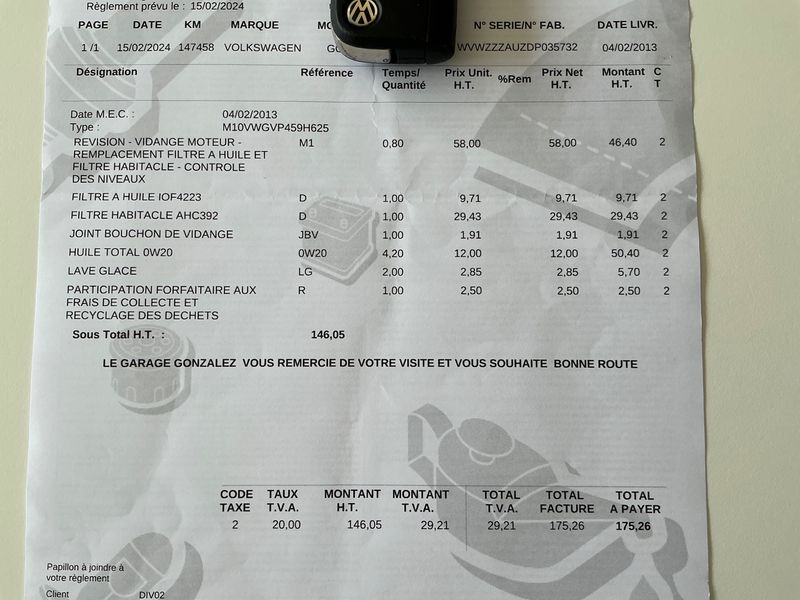 Règlement prévu le : 15/02/2024
PAGE DATE KM MARQUE N° SERIE/N° FAB. DATE LIVR.
1 /1 15/02/2024 147458 VOLKSWAGEN WVWZZZAUZDP035732 04/02/2013
Désignation Référence Temps/ Quantité Prix Unit. H.T. %Rem Prix Net H.T. Montant H.T. C T
Date M.E.C. : 04/02/2013
Type : M10VWGVP459H625
REVISION - VIDANGE MOTEUR - M1 0,80 58,00 58,00 46,40 2
REMPLACEMENT FILTRE A HUILE ET
FILTRE HABITACLE - CONTROLE
DES NIVEAUX
FILTRE A HUILE IOF4223 D 1,00 9,71 9,71 9,71 2
FILTRE HABITACLE AHC392 D 1,00 29,43 29,43 29,43 2
JOINT BOUCHON DE VIDANGE JBV 1,00 1,91 1,91 1,91 2
HUILE TOTAL 0W20 0W20 4,20 12,00 12,00 50,40 2
LAVE GLACE LG 2,00 2,85 2,85 5,70 2
PARTICIPATION FORFAITAIRE AUX R 1,00 2,50 2,50 2,50 2
FRAIS DE COLLECTE ET
RECYCLAGE DES DECHETS
Sous Total H.T. : 146,05
LE GARAGE GONZALEZ VOUS REMERCIE DE VOTRE VISITE ET VOUS SOUHAITE BONNE ROUTE
CODE TAUX MONTANT MONTANT TOTAL TOTAL TOTAL
TAXE T.V.A. H.T. T.V.A. T.V.A. FACTURE A PAYER
2 20,00 146,05 29,21 29,21 175,26 175,26
Papillon à joindre à
votre règlement
Client DIV02